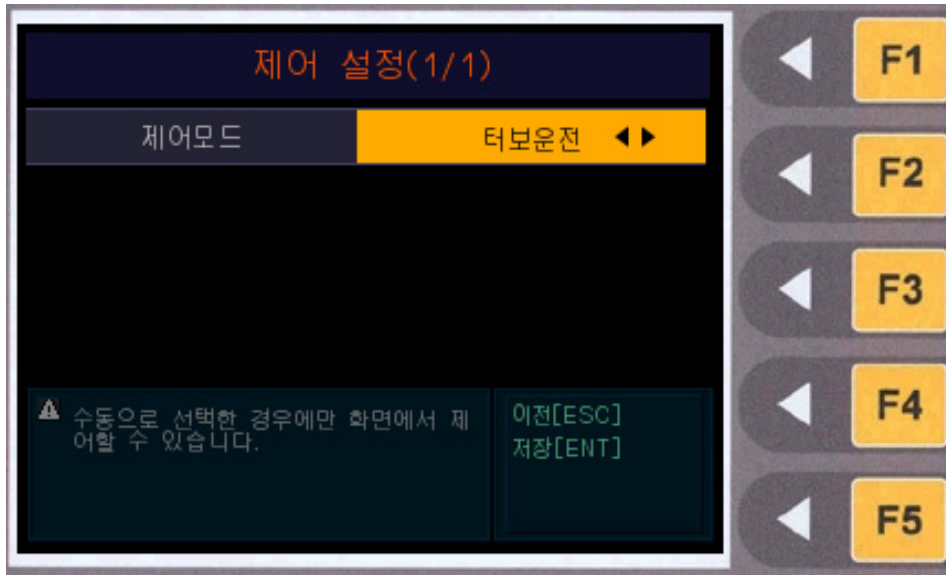 제어 설정(1/1)
제어모드 터보운전 ◀▶
수동으로 선택한 경우에만 화면에서 제
어할 수 있습니다.
이전[ESC]
저장[ENT]
F1
F2
F3
F4
F5